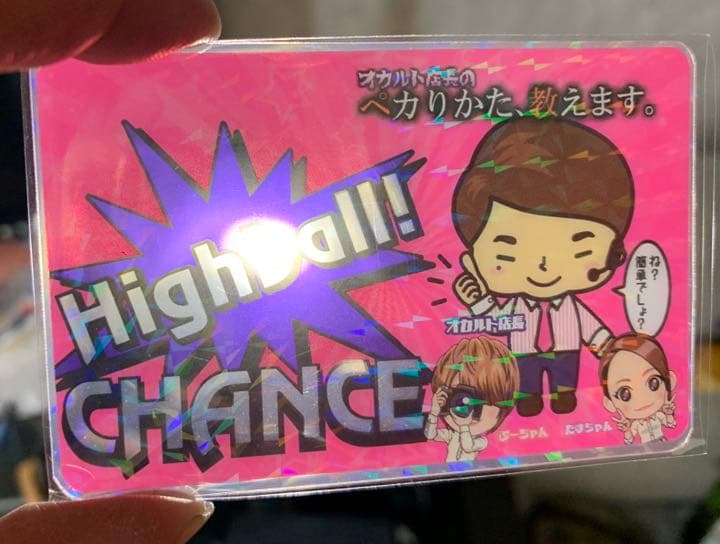 オカルト店長の
ペカりかた、教えます。
Highball!
CHANCE
ね?
簡単でしょ?
オカルト店長
ぶーちゃん
たまちゃん